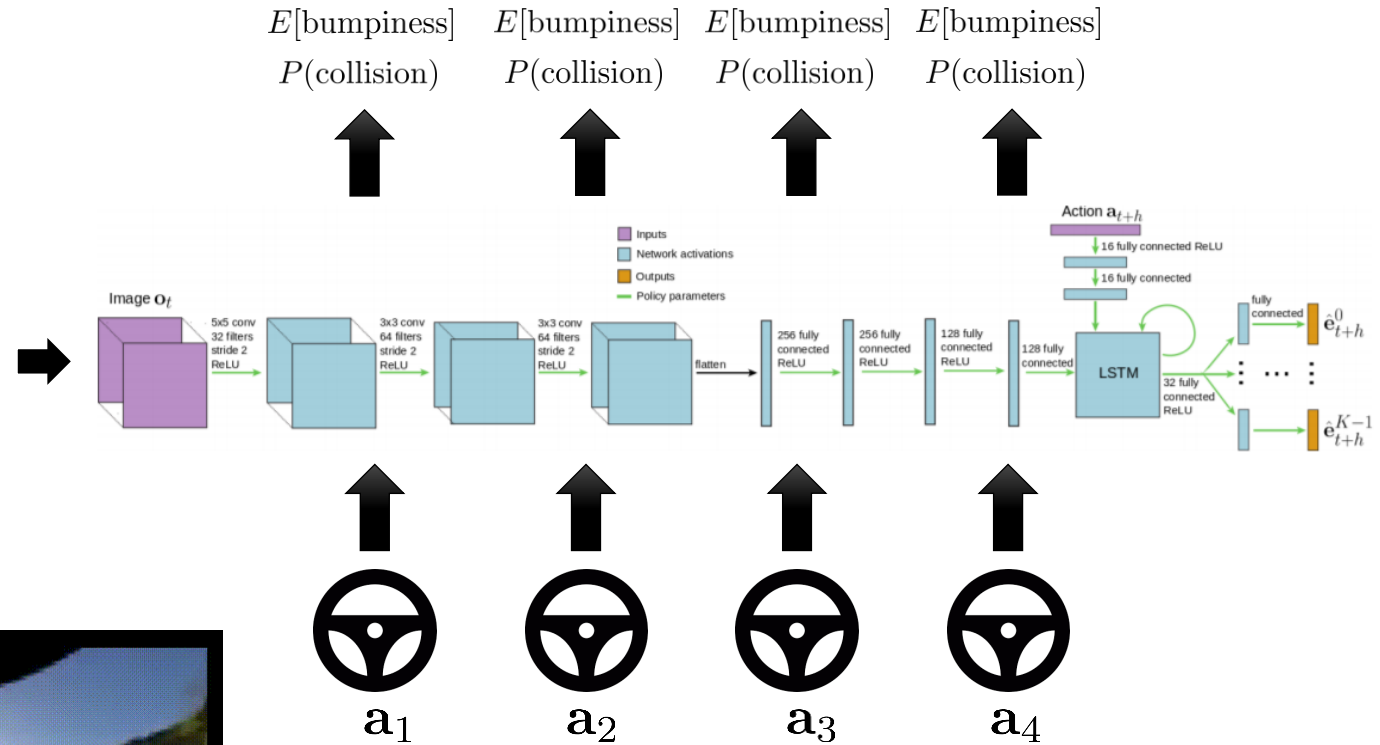 E[bumpiness] E[bumpiness] E[bumpiness] E[bumpiness]
P(collision) P(collision) P(collision) P(collision)
Action a_{t+h}
Inputs
Network activations
Outputs
Policy parameters
16 fully connected ReLU
16 fully connected
Image o_t
5x5 conv
32 filters
stride 2
ReLU
3x3 conv
64 filters
stride 2
ReLU
3x3 conv
64 filters
stride 2
ReLU
flatten
256 fully
connected
ReLU
256 fully
connected
ReLU
128 fully
connected
ReLU
128 fully
connected
LSTM
32 fully
connected
ReLU
fully
connected
ê^0_{t+h}
...
ê^{K-1}_{t+h}
a_1 a_2 a_3 a_4